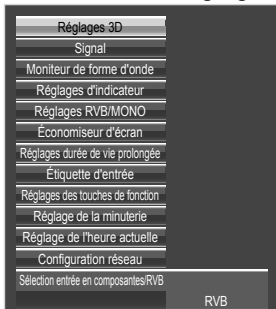 Réglages 3D
Signal
Moniteur de forme d'onde
Réglages d'indicateur
Réglages RVB/MONO
Économiseur d'écran
Réglages durée de vie prolongée
Étiquette d'entrée
Réglages des touches de fonction
Réglage de la minuterie
Réglage de l'heure actuelle
Configuration réseau
Sélection entrée en composantes/RVB
RVB